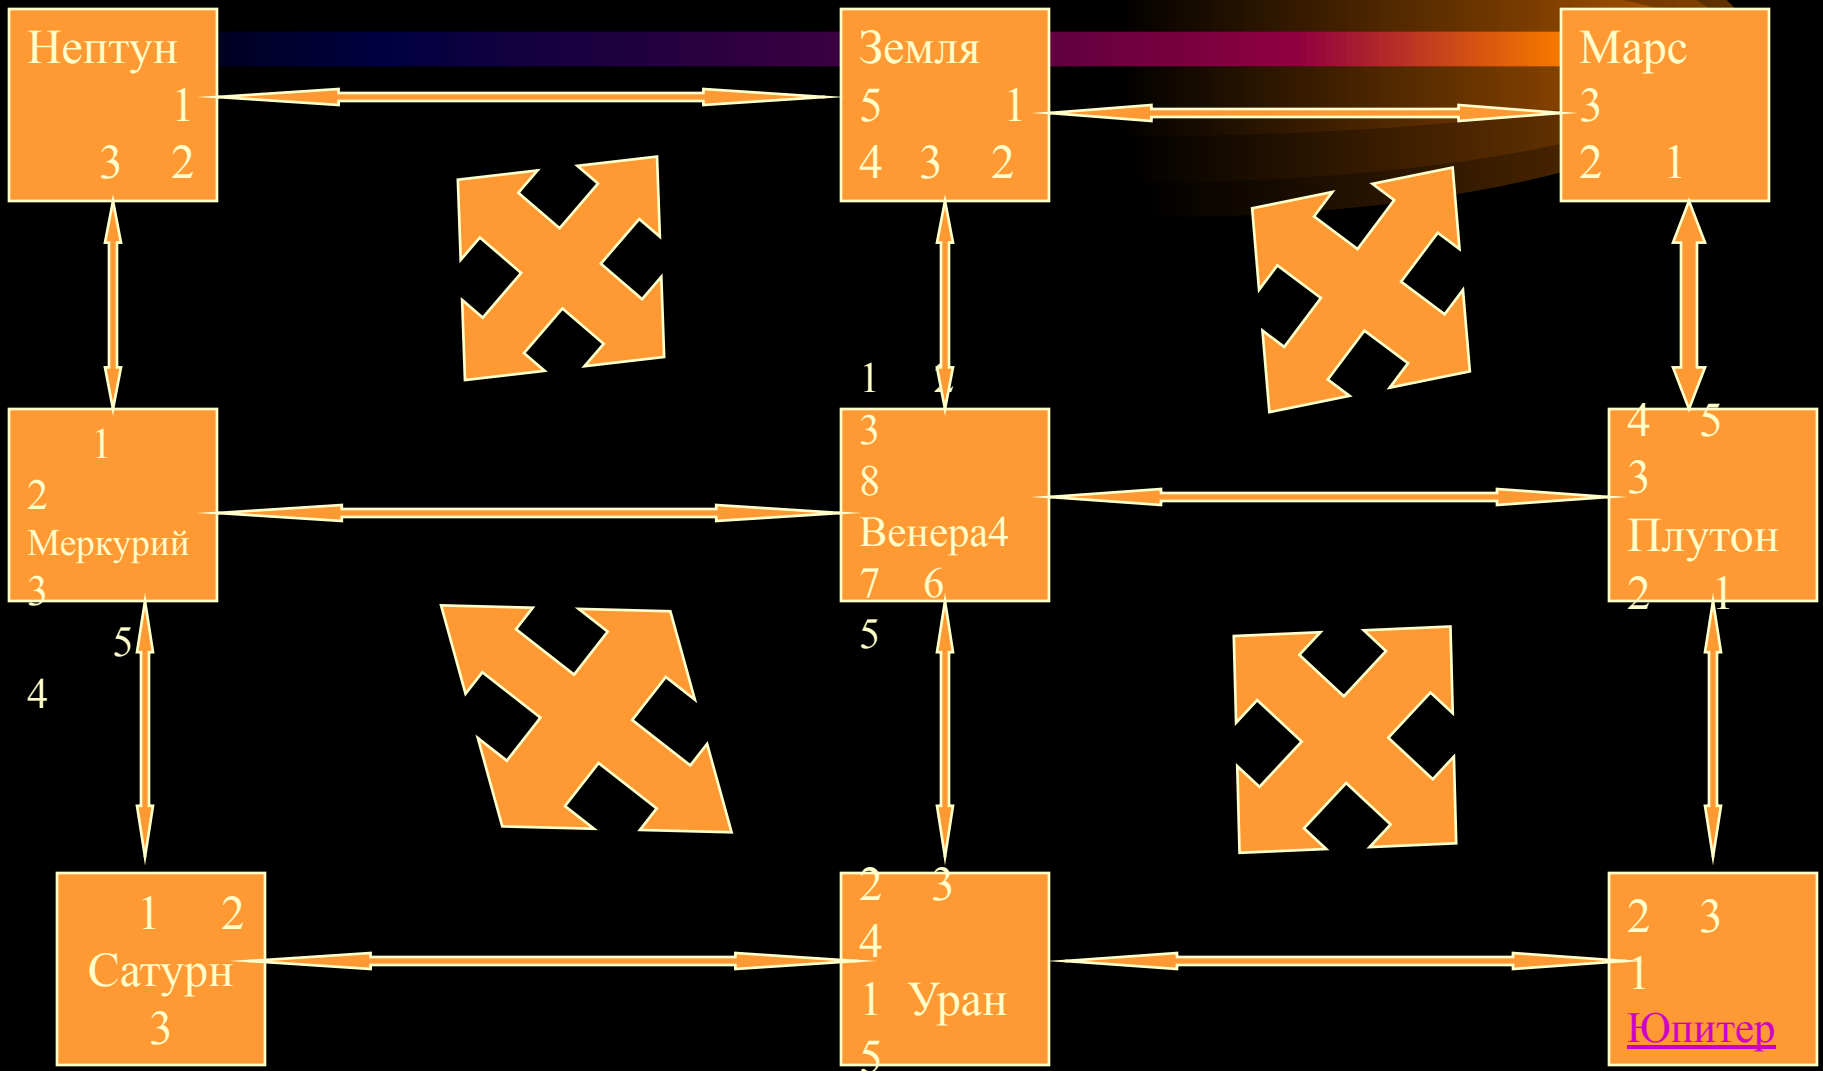 Нептун
1
3 2
Земля
5 1
4 3 2
Марс
3
2 1
1
2
Меркурий
3
5
4
1 2
3
8
Венера4
7 6
5
4 5
3
Плутон
2 1
1 2
Сатурн
3
2 3
4
1 Уран
5
2 3
1
Юпитер